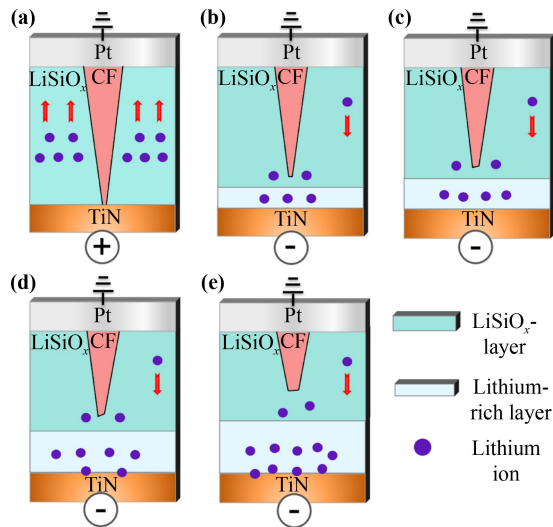 (a)
Pt
LiSiOₓ CF
TiN
+
(b)
Pt
LiSiOₓ CF
TiN
-
(c)
Pt
LiSiOₓ CF
TiN
-
(d)
Pt
LiSiOₓ CF
TiN
-
(e)
Pt
LiSiOₓ CF
TiN
-
LiSiOₓ-
layer
Lithium-
rich layer
Lithium
ion